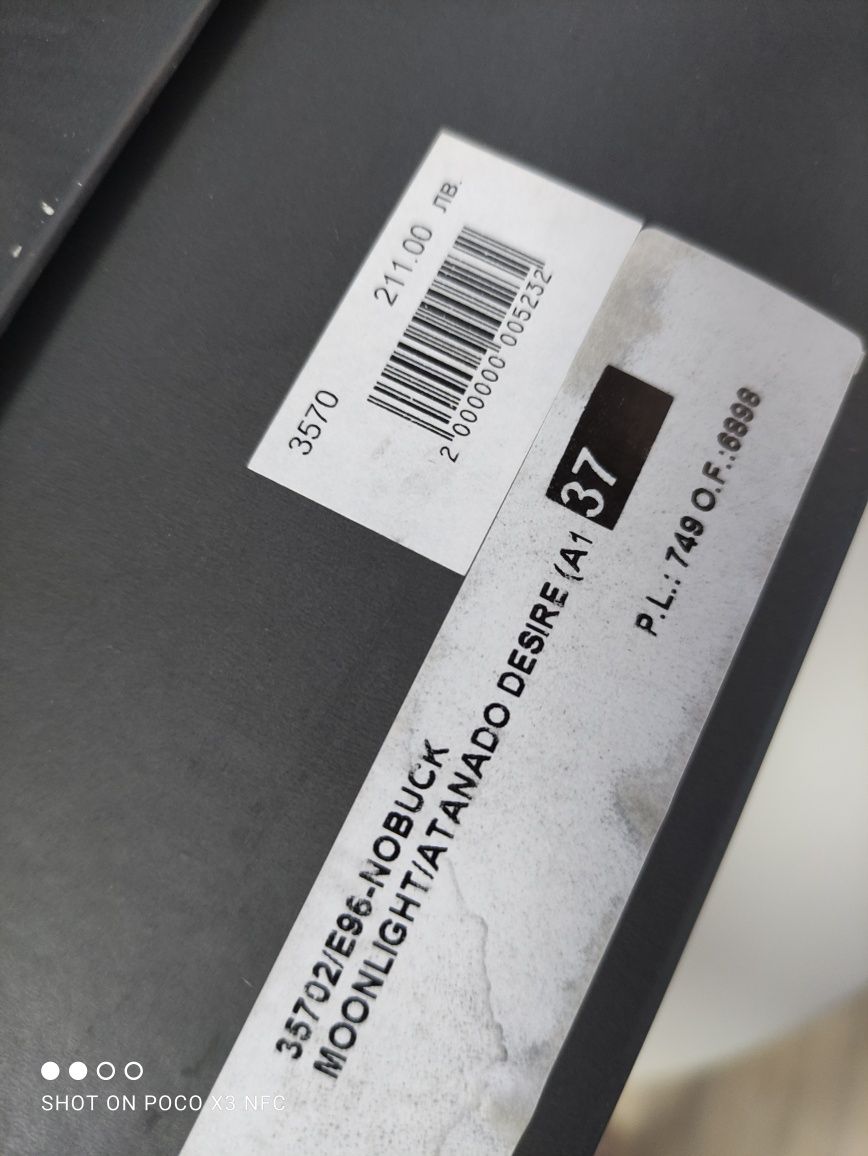 3570
211.00 лв.
2 000000 005232
35702/E96-NOBUCK
MOONLIGHT/ATANADO DESIRE (A1
37
P.L.: 749 O.F.:6898
SHOT ON POCO X3 NFC